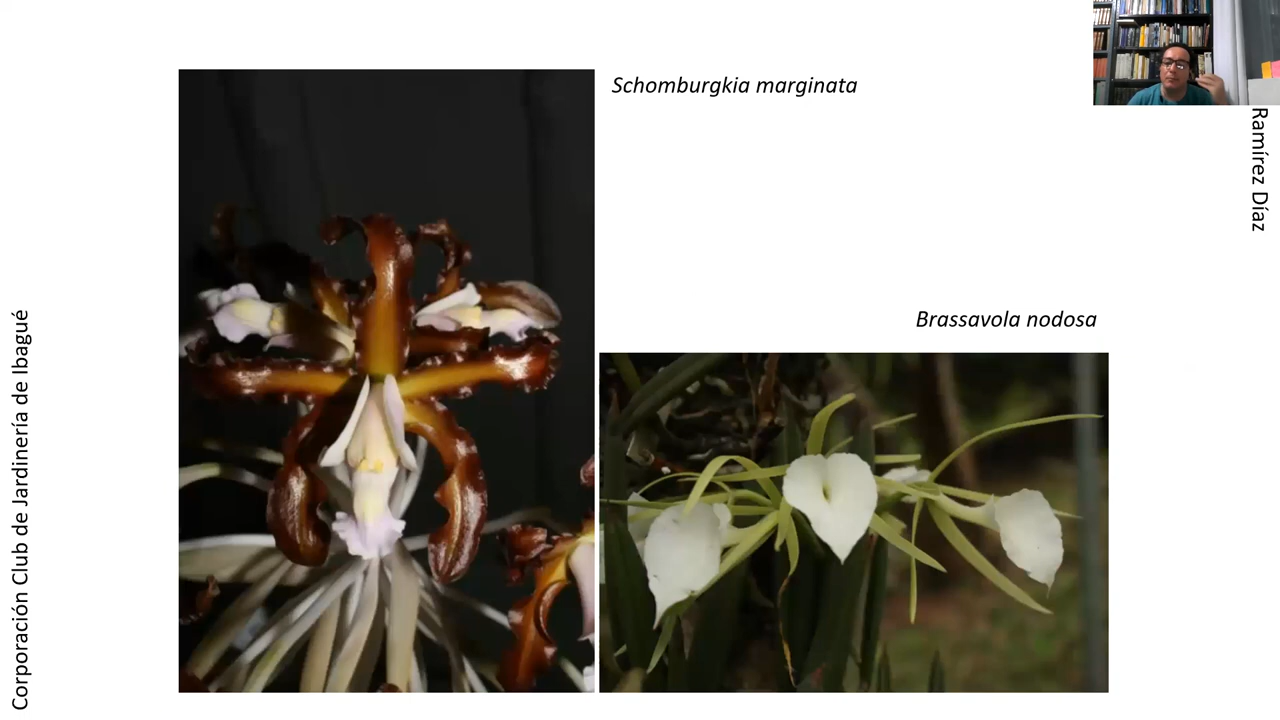 Schomburgkia marginata
Ramírez Díaz
Brassavola nodosa
Corporación Club de Jardinería de Ibagué